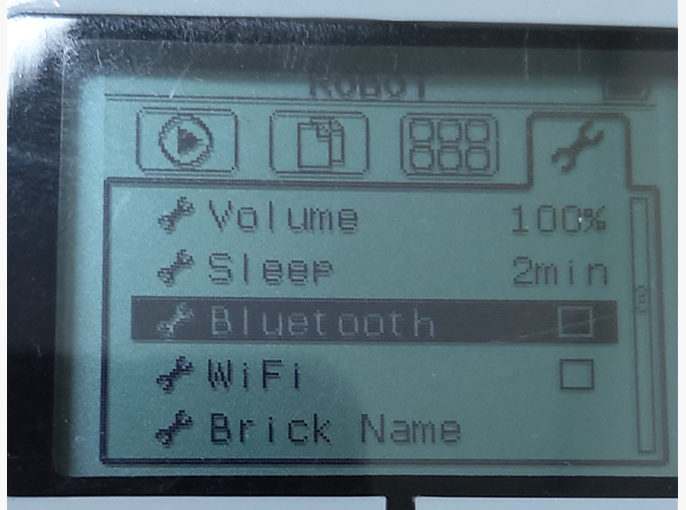 ROBOT
Volume 100%
Sleep 2min
Bluetooth
WiFi
Brick Name